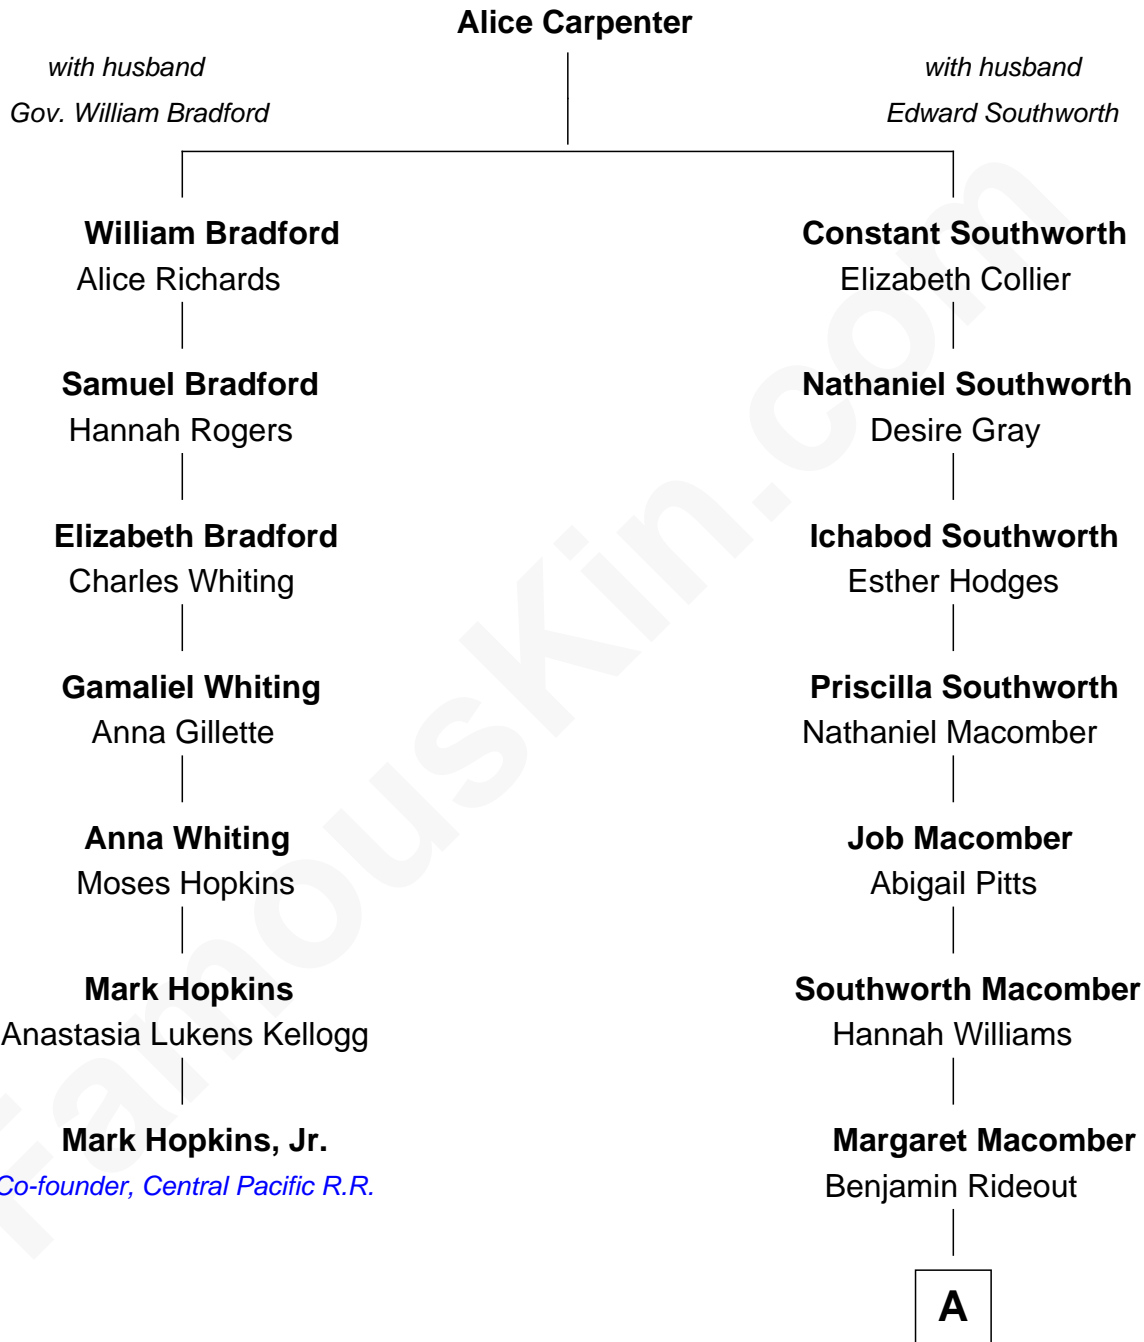 Alice Carpenter
with husband
Gov. William Bradford
with husband
Edward Southworth
William Bradford
Alice Richards
Constant Southworth
Elizabeth Collier
Samuel Bradford
Hannah Rogers
Nathaniel Southworth
Desire Gray
Elizabeth Bradford
Charles Whiting
Ichabod Southworth
Esther Hodges
Gamaliel Whiting
Anna Gillette
Priscilla Southworth
Nathaniel Macomber
Anna Whiting
Moses Hopkins
Job Macomber
Abigail Pitts
Mark Hopkins
Anastasia Lukens Kellogg
Southworth Macomber
Hannah Williams
Mark Hopkins, Jr.
Co-founder, Central Pacific R.R.
Margaret Macomber
Benjamin Rideout
A
FamousKin.com